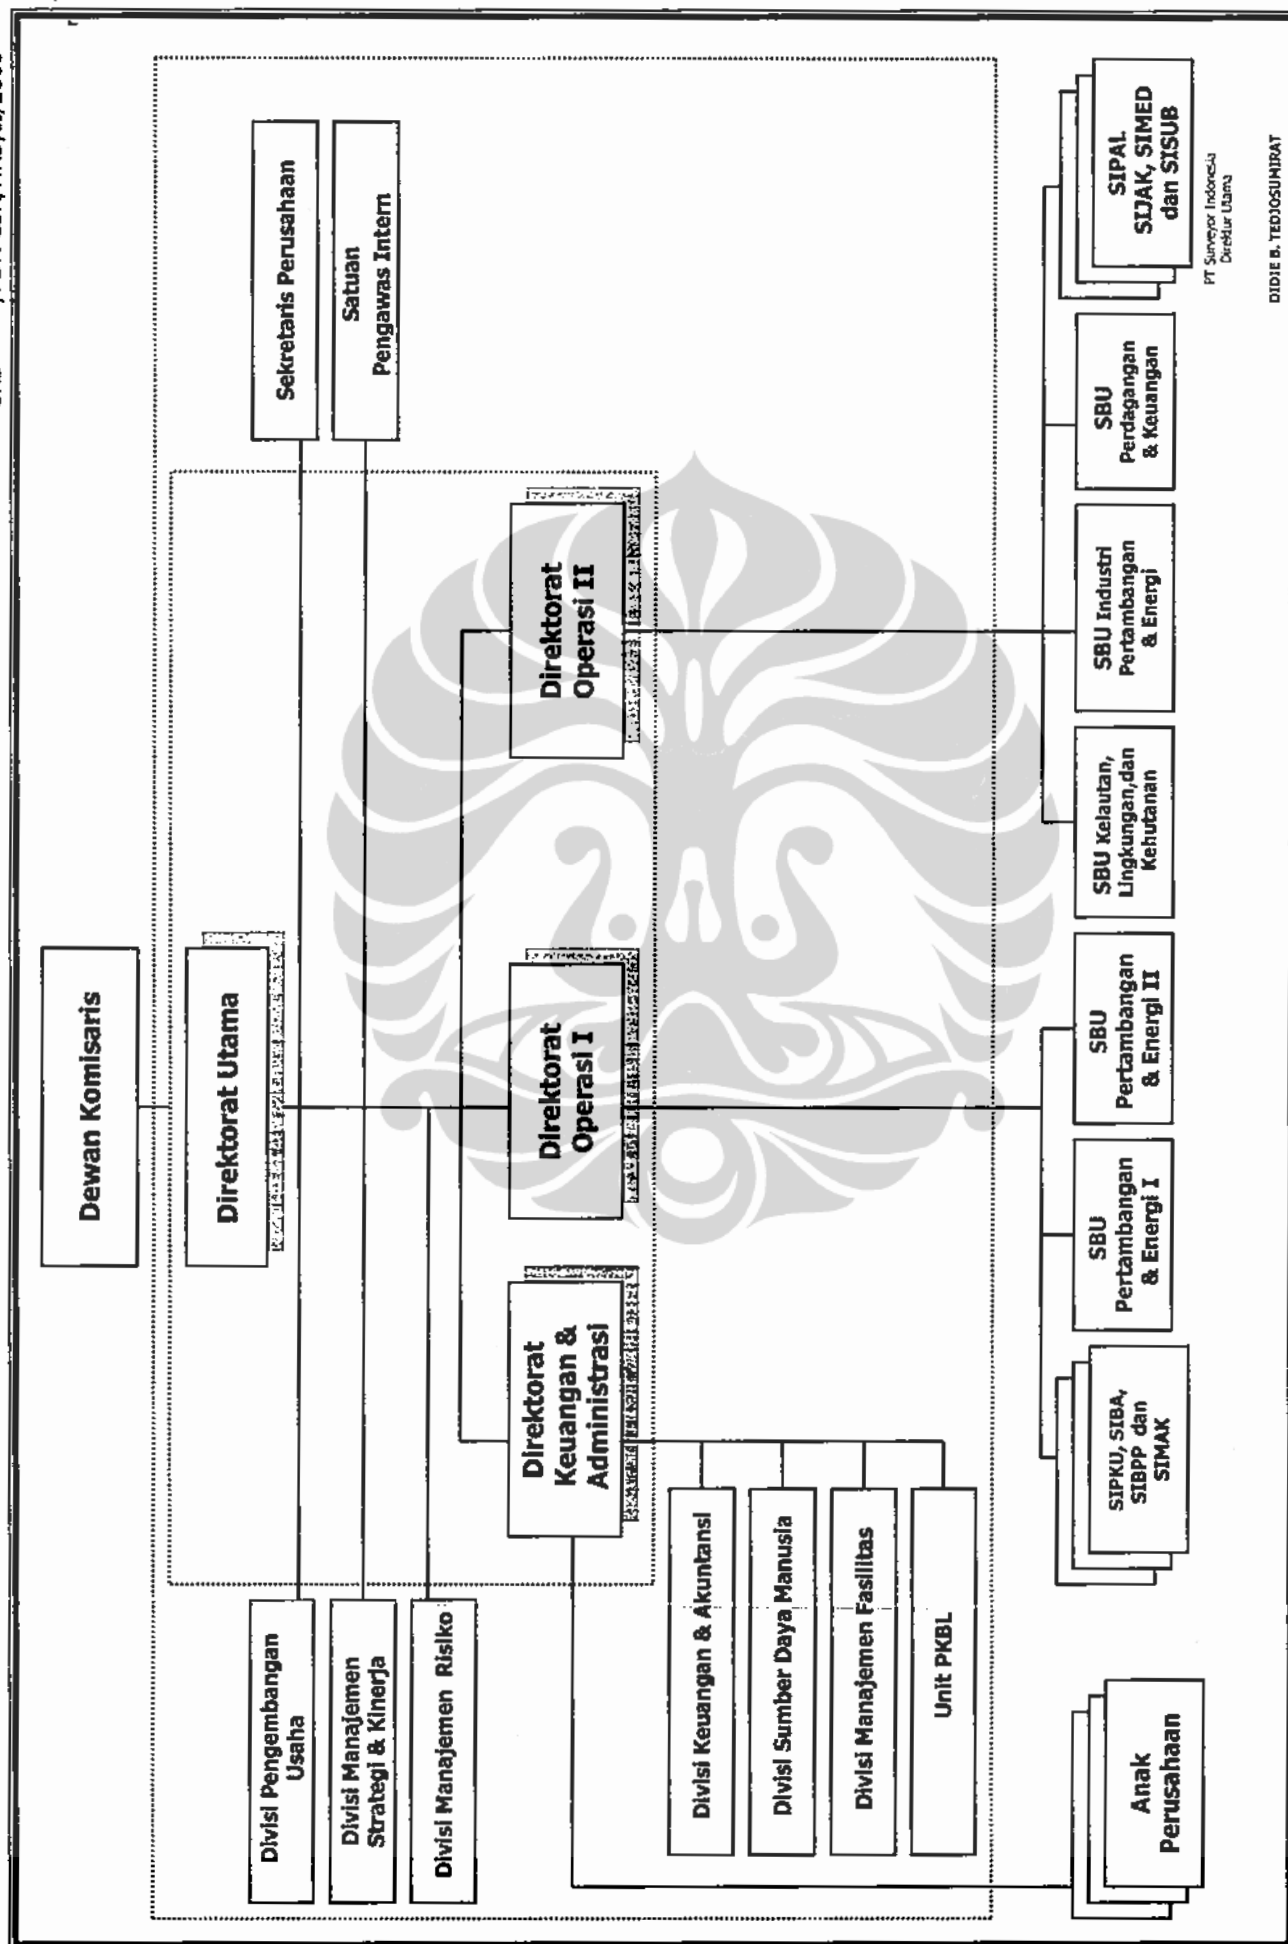 Dewan Komisaris
Direktorat Utama
Divisi Pengembangan
Usaha
Sekretaris Perusahaan
Divisi Manajemen
Strategi & Kinerja
Satuan
Pengawas Intern
Divisi Manajemen Risiko
Direktorat
Keuangan &
Administrasi
Direktorat
Operasi I
Direktorat
Operasi II
Divisi Keuangan & Akuntansi
Divisi Sumber Daya Manusia
Divisi Manajemen Fasilitas
Unit PKBL
Anak
Perusahaan
SIPKU, SIBA,
SIBPP dan
SIMAK
SBU
Pertambangan
& Energi I
SBU
Pertambangan
& Energi II
SBU Kelautan,
Lingkungan,dan
Kehutanan
SBU Industri
Pertambangan
& Energi
SBU
Perdagangan
& Keuangan
SIPAL
SIJAK, SIMED
dan SISUB
PT Surveyor Indonesia
Direktur Utama
DIDIE B. TEDJOSUMIRAT